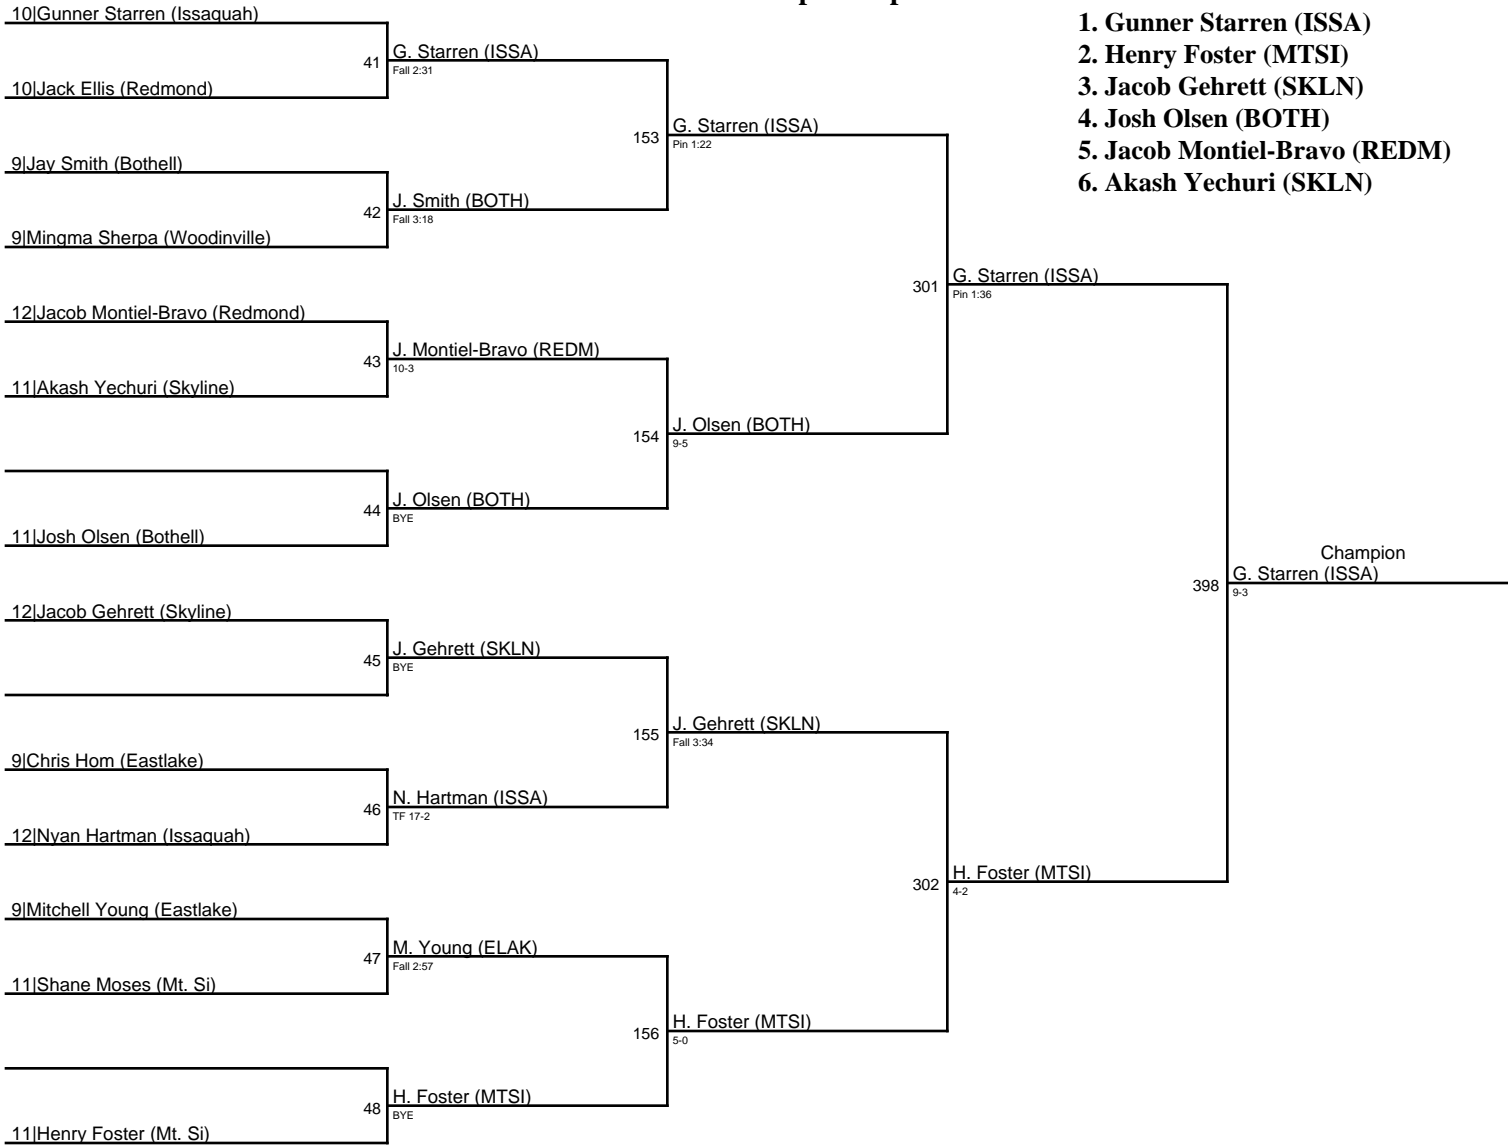 1. Gunner Starren (ISSA)
2. Henry Foster (MTSI)
3. Jacob Gehrett (SKLN)
4. Josh Olsen (BOTH)
5. Jacob Montiel-Bravo (REDM)
6. Akash Yechuri (SKLN)
10|Gunner Starren (Issaquah)
10|Jack Ellis (Redmond)
9|Jay Smith (Bothell)
9|Mingma Sherpa (Woodinville)
12|Jacob Montiel-Bravo (Redmond)
11|Akash Yechuri (Skyline)
11|Josh Olsen (Bothell)
12|Jacob Gehrett (Skyline)
9|Chris Hom (Eastlake)
12|Nyan Hartman (Issaquah)
9|Mitchell Young (Eastlake)
11|Shane Moses (Mt. Si)
11|Henry Foster (Mt. Si)
41
G. Starren (ISSA)
Fall 2:31
42
J. Smith (BOTH)
Fall 3:18
43
J. Montiel-Bravo (REDM)
10-3
44
J. Olsen (BOTH)
BYE
45
J. Gehrett (SKLN)
BYE
46
N. Hartman (ISSA)
TF 17-2
47
M. Young (ELAK)
Fall 2:57
48
H. Foster (MTSI)
BYE
153
G. Starren (ISSA)
Pin 1:22
154
J. Olsen (BOTH)
9-5
155
J. Gehrett (SKLN)
Fall 3:34
156
H. Foster (MTSI)
5-0
301
G. Starren (ISSA)
Pin 1:36
302
H. Foster (MTSI)
4-2
398
Champion
G. Starren (ISSA)
9-3